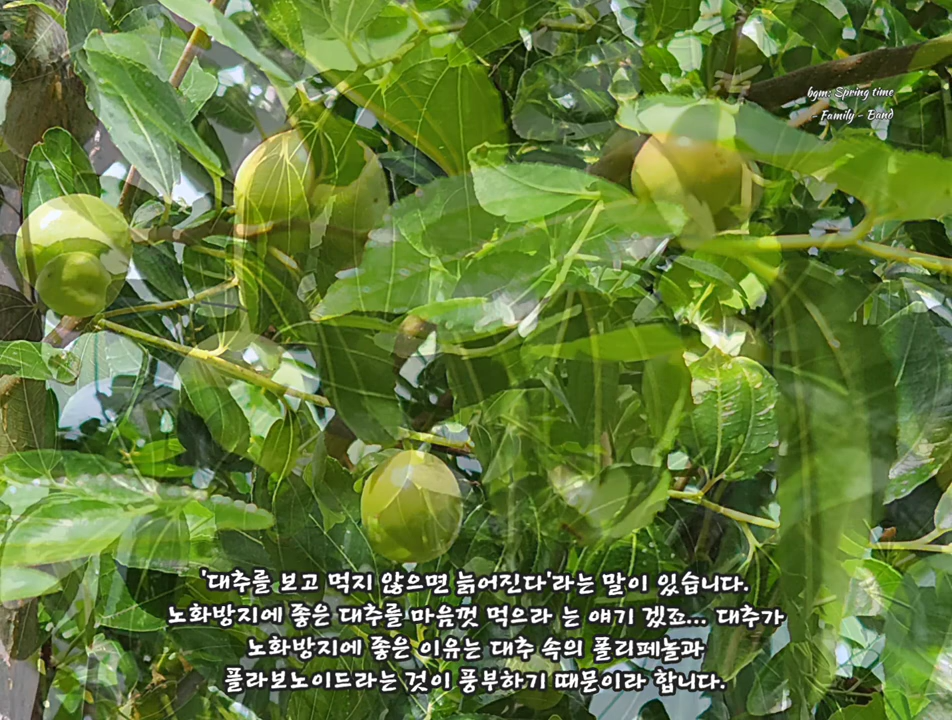 bgm: Spring time
- Family - Band
'대추를 보고 먹지 않으면 늙어진다'라는 말이 있습니다.
노화방지에 좋은 대추를 마음껏 먹으라 는 얘기 겠죠... 대추가
노화방지에 좋은 이유는 대추 속의 폴리페놀과
플라보노이드라는 것이 풍부하기 때문이라 합니다.